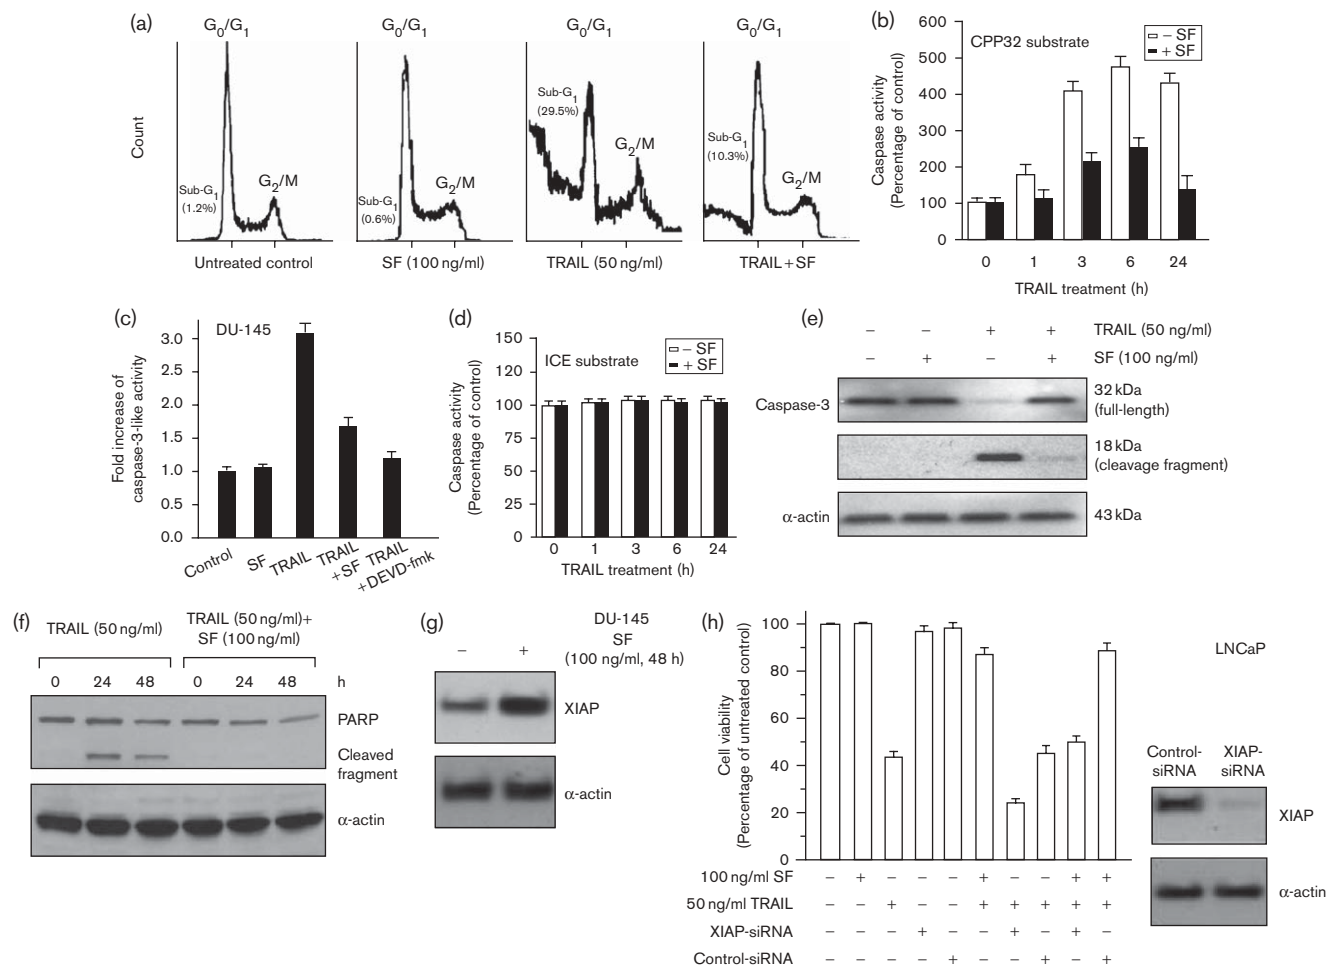 (a)
G0/G1 G0/G1 G0/G1 G0/G1
Count
Sub-G1
(1.2%)
G2/M
Sub-G1
(0.6%)
G2/M
Sub-G1
(29.5%)
G2/M
Sub-G1
(10.3%)
G2/M
Untreated control SF (100 ng/ml) TRAIL (50 ng/ml) TRAIL+SF
(b)
CPP32 substrate
– SF
+ SF
Caspase activity
(Percentage of control)
600
500
400
300
200
100
0
0 1 3 6 24
TRAIL treatment (h)
(c)
DU-145
Fold increase of
caspase-3-like activity
3.0
2.0
1.5
1.0
0.5
0.0
Control SF TRAIL TRAIL +SF TRAIL +DEVD-fmk
(d)
ICE substrate
– SF
+ SF
Caspase activity
(Percentage of control)
150
120
100
75
50
25
0
0 1 3 6 24
TRAIL treatment (h)
(e)
– – + + TRAIL (50 ng/ml)
– + – + SF (100 ng/ml)
Caspase-3
32 kDa
(full-length)
18 kDa
(cleavage fragment)
α-actin 43 kDa
(f)
TRAIL (50 ng/ml)
TRAIL (50 ng/ml)+
SF (100 ng/ml)
0 24 48 0 24 48 h
PARP
Cleaved
fragment
α-actin
(g)
DU-145
SF
– + (100 ng/ml, 48 h)
XIAP
α-actin
(h)
Cell viability
(Percentage of untreated control)
100
80
60
40
20
0
100 ng/ml SF – + – – – + – – + +
50 ng/ml TRAIL – – + – – + + + + +
XIAP-siRNA – – – + – – + – + –
Control-siRNA – – – – + – – + – +
LNCaP
Control-
siRNA
XIAP-
siRNA
XIAP
α-actin